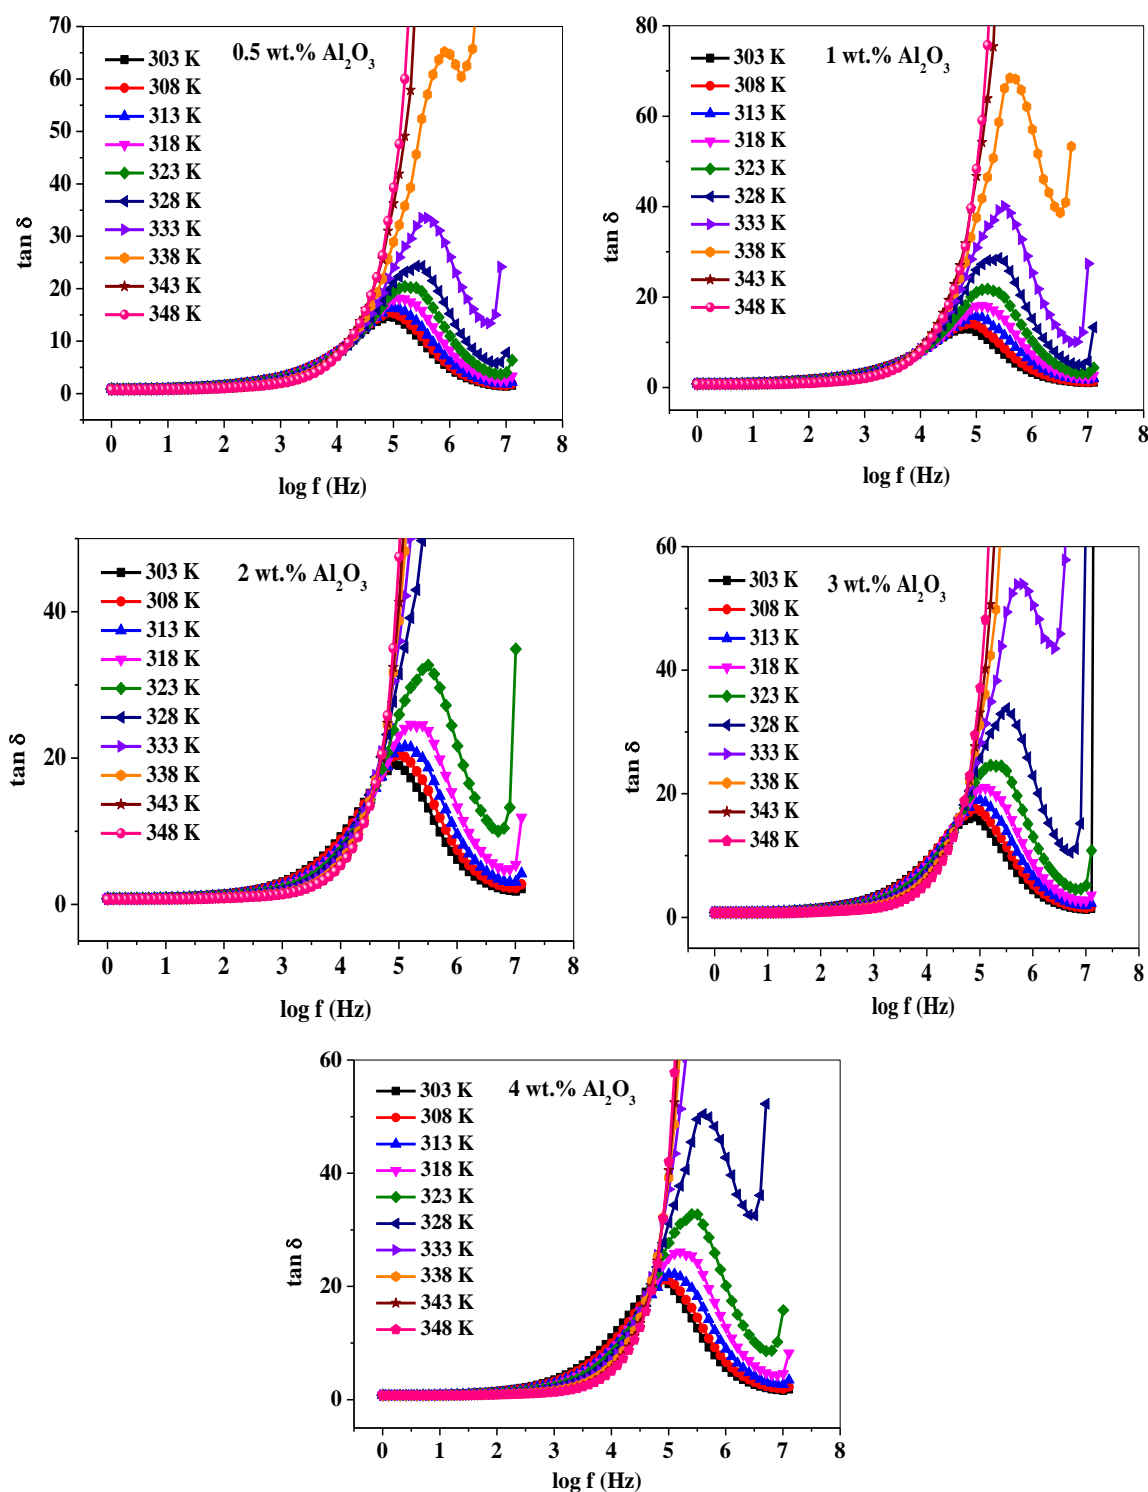 70
60
50
40
30
20
10
0
tan δ
0.5 wt.% Al₂O₃
303 K
308 K
313 K
318 K
323 K
328 K
333 K
338 K
343 K
348 K
0 1 2 3 4 5 6 7 8
log f (Hz)
80
60
40
20
0
tan δ
1 wt.% Al₂O₃
303 K
308 K
313 K
318 K
323 K
328 K
333 K
338 K
343 K
348 K
0 1 2 3 4 5 6 7 8
log f (Hz)
40
20
0
tan δ
2 wt.% Al₂O₃
303 K
308 K
313 K
318 K
323 K
328 K
333 K
338 K
343 K
348 K
0 1 2 3 4 5 6 7 8
log f (Hz)
60
40
20
0
tan δ
3 wt.% Al₂O₃
303 K
308 K
313 K
318 K
323 K
328 K
333 K
338 K
343 K
348 K
0 1 2 3 4 5 6 7 8
log f (Hz)
60
40
20
0
tan δ
4 wt.% Al₂O₃
303 K
308 K
313 K
318 K
323 K
328 K
333 K
338 K
343 K
348 K
0 1 2 3 4 5 6 7 8
log f (Hz)